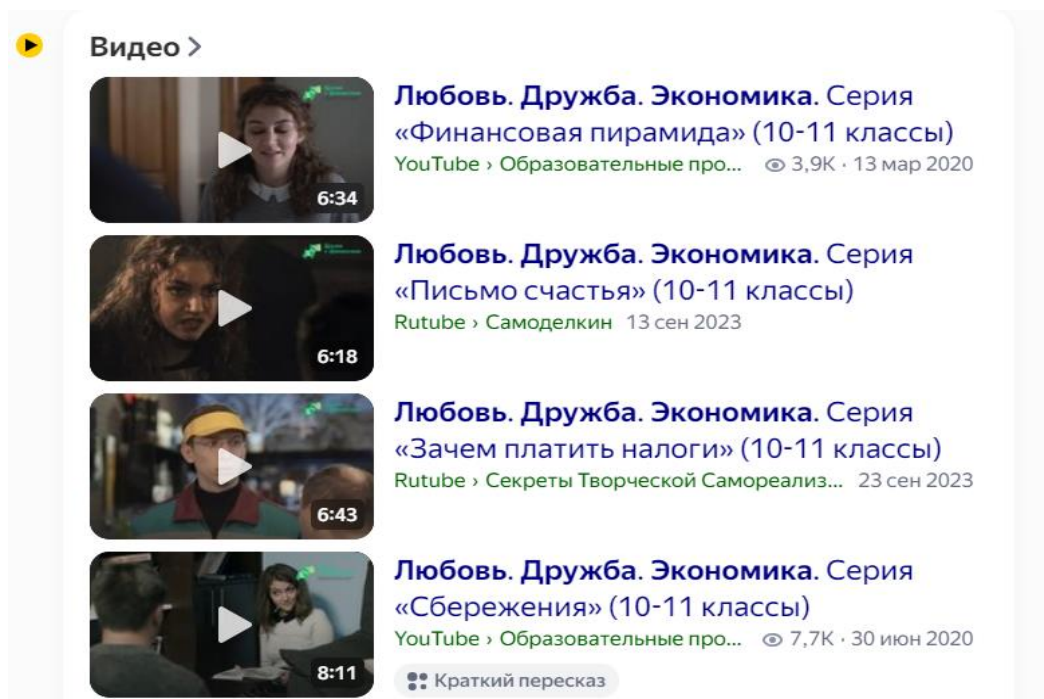 Видео >
Любовь. Дружба. Экономика. Серия
«Финансовая пирамида» (10-11 классы)
YouTube › Образовательные про... 3,9K · 13 мар 2020
6:34
Любовь. Дружба. Экономика. Серия
«Письмо счастья» (10-11 классы)
Rutube › Самоделкин 13 сен 2023
6:18
Любовь. Дружба. Экономика. Серия
«Зачем платить налоги» (10-11 классы)
Rutube › Секреты Творческой Самореализ... 23 сен 2023
6:43
Любовь. Дружба. Экономика. Серия
«Сбережения» (10-11 классы)
YouTube › Образовательные про... 7,7K · 30 июн 2020
8:11
Краткий пересказ